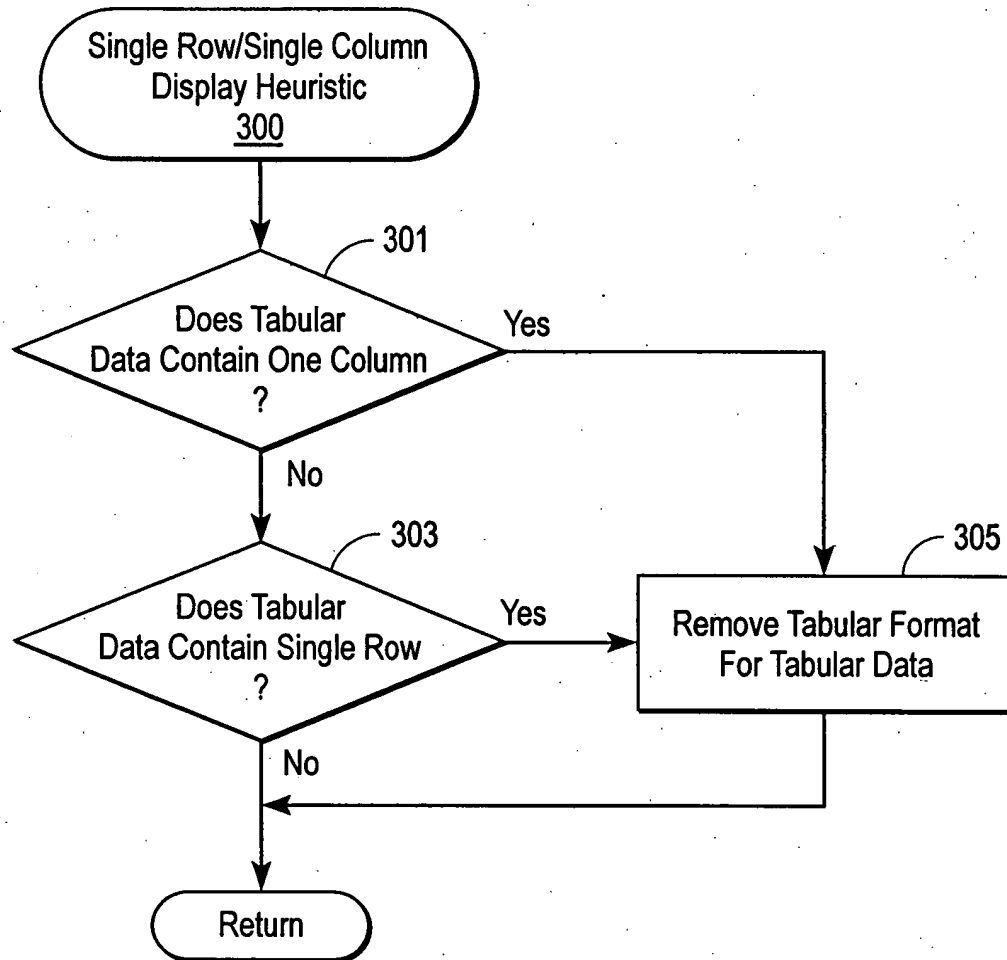 Single Row/Single Column
Display Heuristic
300
301
Does Tabular
Data Contain One Column
?
Yes
No
303
Does Tabular
Data Contain Single Row
?
Yes
305
Remove Tabular Format
For Tabular Data
No
Return